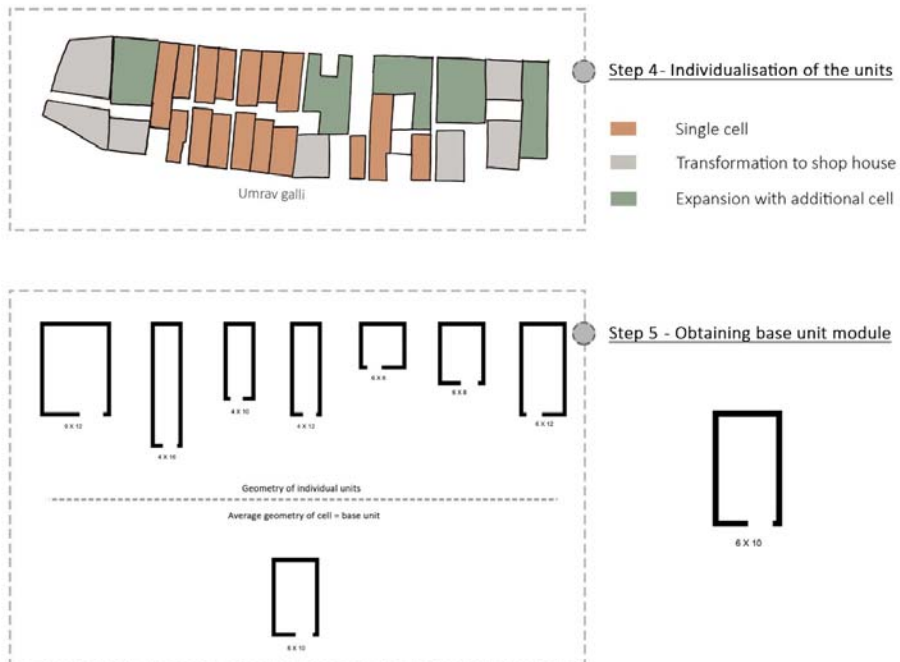 Step 4- Individualisation of the units
Single cell
Transformation to shop house
Expansion with additional cell
Umrav galli
Step 5 - Obtaining base unit module
4 X 10
4 X 12
6 X 8
6 X 12
4 X 16
Geometry of individual units
Average geometry of cell = base unit
6 X 10
6 X 10